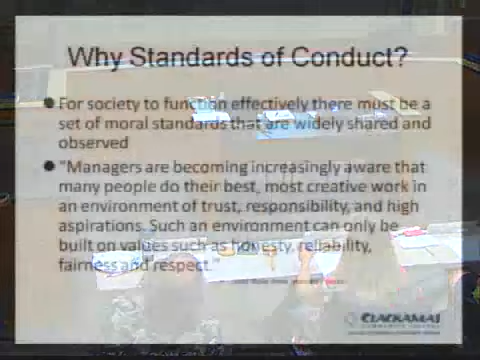 Why Standards of Conduct?
For society to function effectively there must be a
set of moral standards that are widely shared and
observed
"Managers are becoming increasingly aware that
many people do their best, most creative work in
an environment of trust, responsibility, and high
aspirations. Such an environment can only be
built on values such as honesty, reliability,
fairness and respect."
CLACKAMAS
COMMUNITY COLLEGE